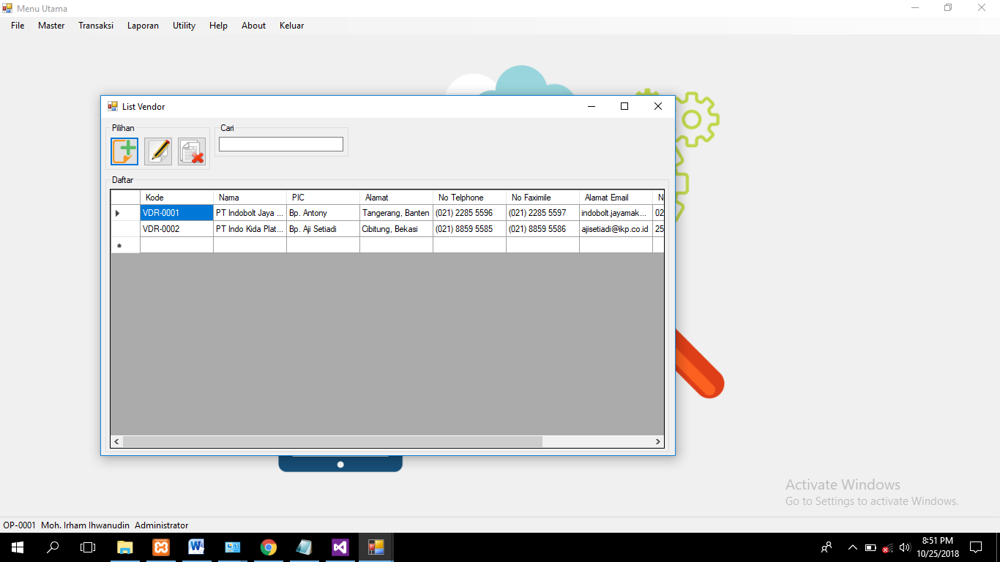 Menu Utama
File Master Transaksi Laporan Utility Help About Keluar
List Vendor
Pilihan Cari
Daftar
Kode Nama PIC Alamat No Telphone No Faximile Alamat Email N
VDR-0001 PT Indobolt Jaya ... Bp. Antony Tangerang, Banten (021) 2285 5596 (021) 2285 5597 indobolt.jayamak... 02
VDR-0002 PT Indo Kida Plat... Bp. Aji Setiadi Cibitung, Bekasi (021) 8859 5585 (021) 8859 5586 ajisetiadi@ikp.co.id 25
Activate Windows
Go to Settings to activate Windows.
OP-0001 Moh. Irham Ihwanudin Administrator
8:51 PM
10/25/2018